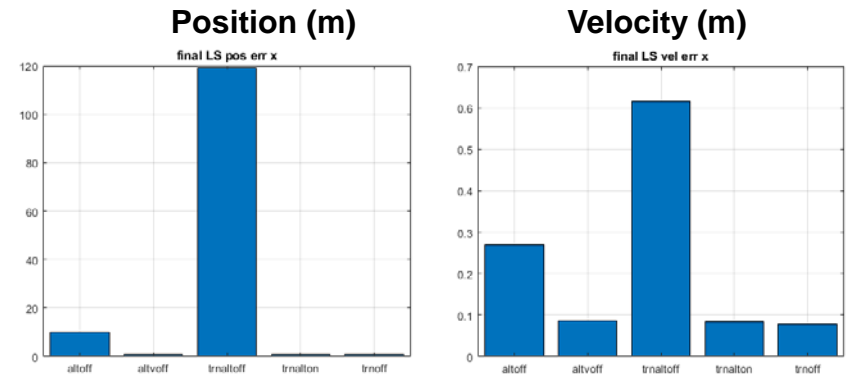 Position (m)
Velocity (m)
final LS pos err x
120
100
80
60
40
20
0
altoff altvoff trnaltoff trnalton trnoff
final LS vel err x
0.7
0.6
0.5
0.4
0.3
0.2
0.1
0
altoff altvoff trnaltoff trnalton trnoff